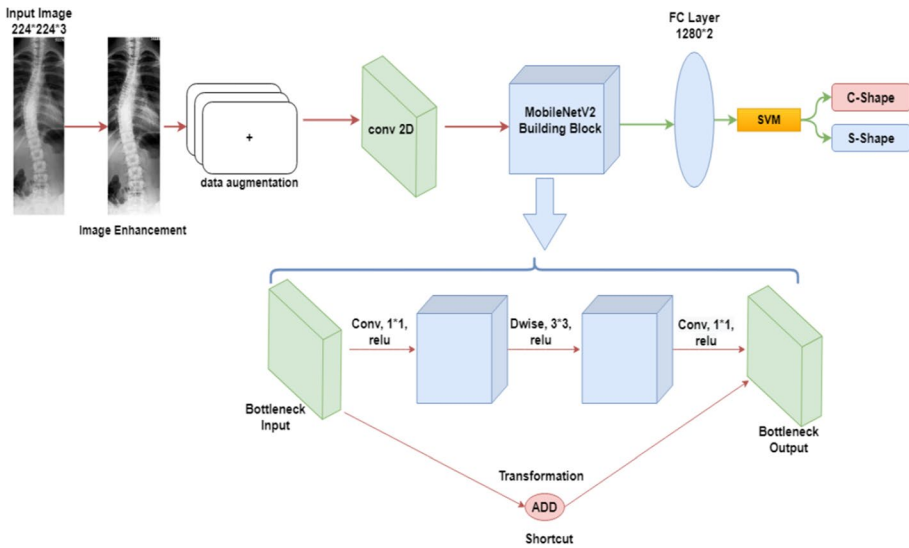 Input Image
224*224*3
Image Enhancement
+
data augmentation
conv 2D
MobileNetV2
Building Block
FC Layer
1280*2
SVM
C-Shape
S-Shape
Bottleneck
Input
Conv, 1*1,
relu
Dwise, 3*3,
relu
Conv, 1*1,
relu
Bottleneck
Output
Transformation
ADD
Shortcut